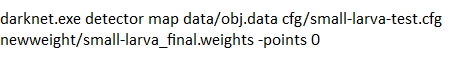 darknet.exe detector map data/obj.data cfg/small-larva-test.cfg
newweight/small-larva_final.weights -points 0